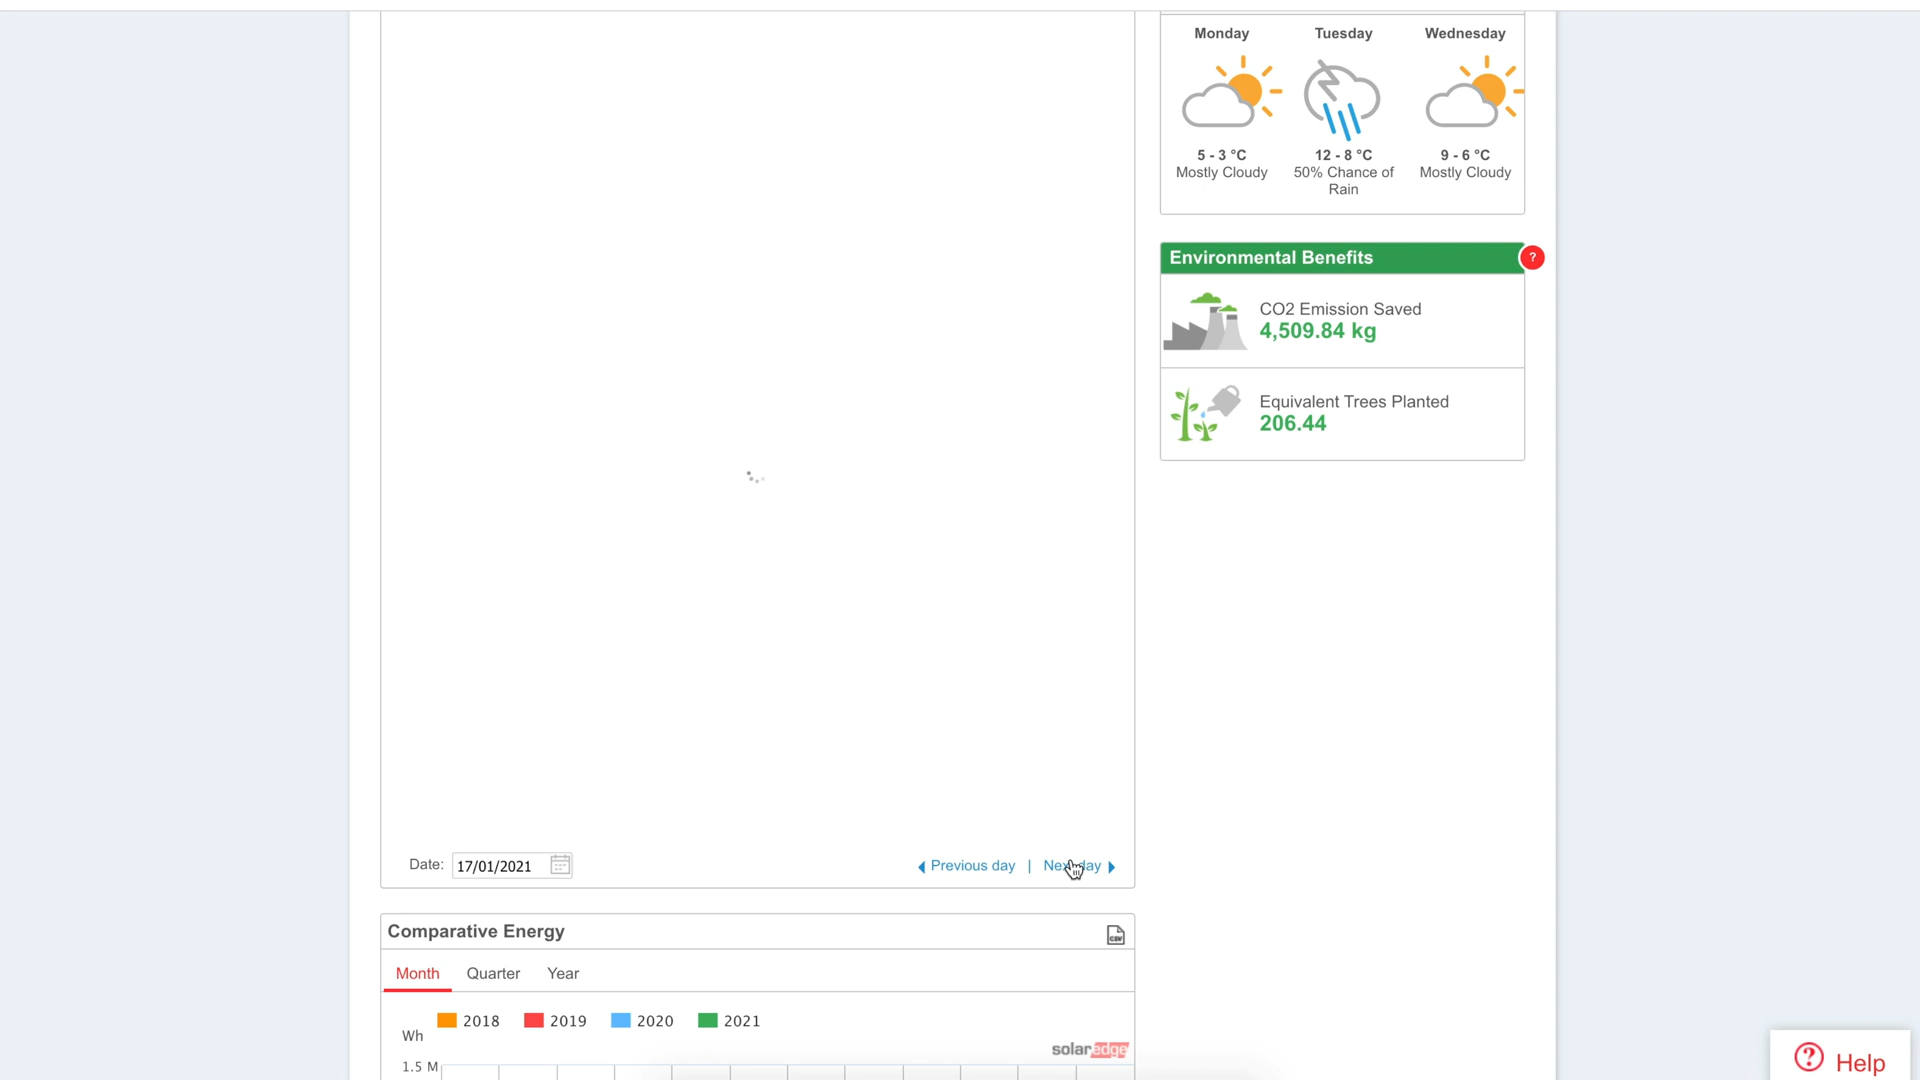 Monday Tuesday Wednesday
5 - 3 °C 12 - 8 °C 9 - 6 °C
Mostly Cloudy 50% Chance of Mostly Cloudy
Rain
Environmental Benefits ?
CO2 Emission Saved
4,509.84 kg
Equivalent Trees Planted
206.44
Date: 17/01/2021 Previous day | Next day
Comparative Energy
CSV
Month Quarter Year
2018 2019 2020 2021
Wh
solaredge
1.5 M
? Help